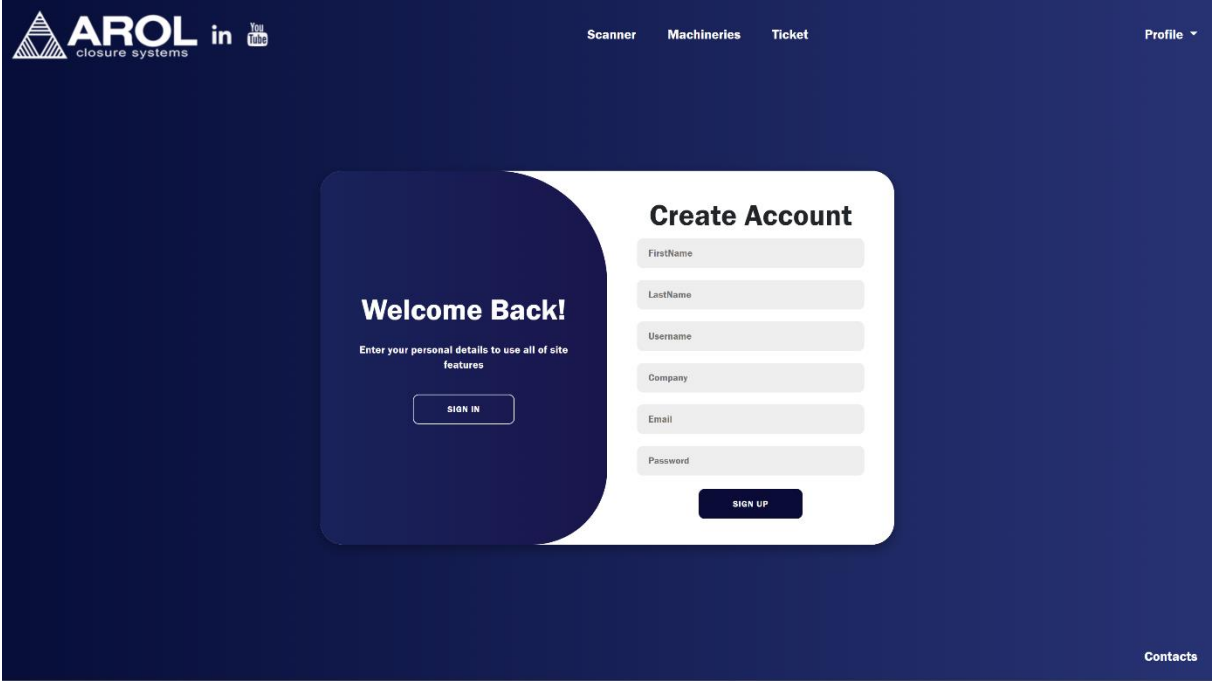 AROL
closure systems
in
You
Tube
Scanner Machineries Ticket
Profile
Welcome Back!
Enter your personal details to use all of site
features
SIGN IN
Create Account
FirstName
LastName
Username
Company
Email
Password
SIGN UP
Contacts